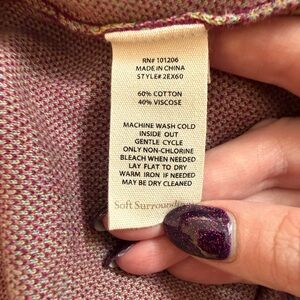 RN# 101206
MADE IN CHINA
STYLE# 2EX60
60% COTTON
40% VISCOSE
MACHINE WASH COLD
INSIDE OUT
GENTLE CYCLE
ONLY NON-CHLORINE
BLEACH WHEN NEEDED
LAY FLAT TO DRY
WARM IRON IF NEEDED
MAY BE DRY CLEANED
Soft